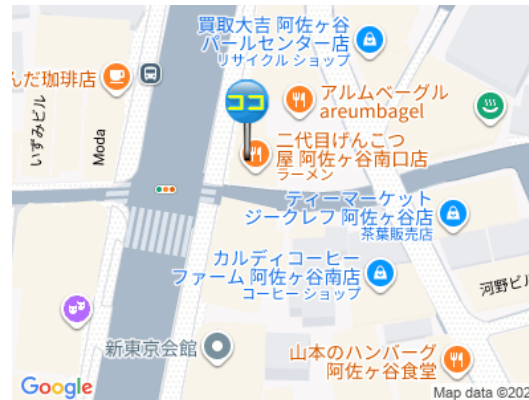 買取大吉 阿佐ヶ谷
パールセンター店
リサイクル ショップ
んだ珈琲店
ココ
アルムベーグル
areumbagel
いずみビル
Moda
二代目げんこつ
屋 阿佐ヶ谷南口店
ラーメン
ティーマーケット
ジークレフ 阿佐ヶ谷店
茶葉販売店
カルディコーヒー
ファーム 阿佐ヶ谷南店
コーヒー ショップ
河野ビル
新東京会館
山本のハンバーグ
阿佐ヶ谷食堂
Google
Map data ©202